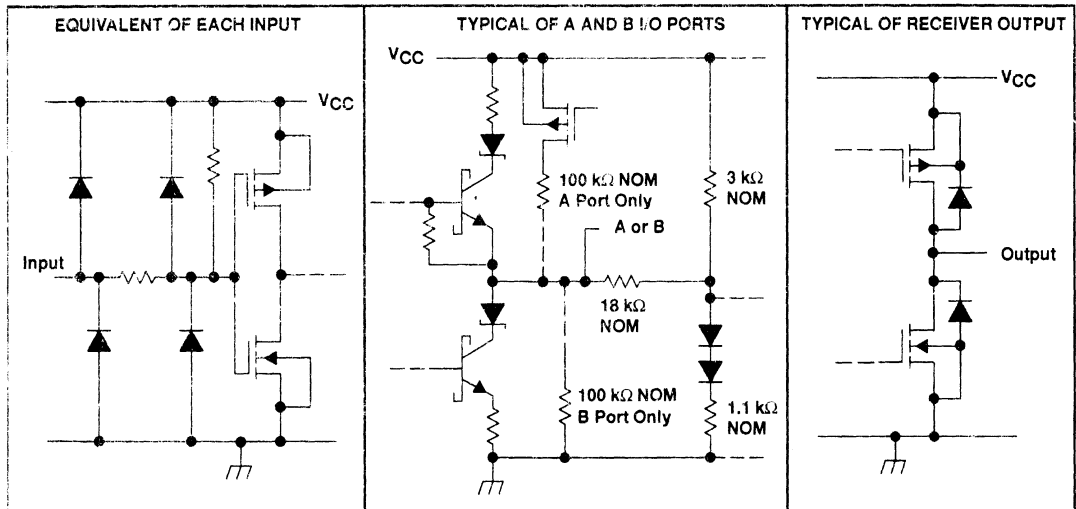 EQUIVALENT OF EACH INPUT
VCC
Input
TYPICAL OF A AND B I/O PORTS
VCC
100 kΩ NOM
A Port Only
3 kΩ
NOM
A or B
18 kΩ
NOM
100 kΩ NOM
B Port Only
1.1 kΩ
NOM
TYPICAL OF RECEIVER OUTPUT
VCC
Output